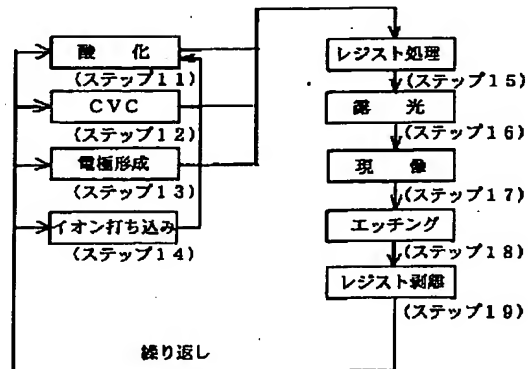 酸 化
(ステップ11)
CVC
(ステップ12)
電極形成
(ステップ13)
イオン打ち込み
(ステップ14)
レジスト処理
(ステップ15)
露 光
(ステップ16)
現 像
(ステップ17)
エッチング
(ステップ18)
レジスト剥離
(ステップ19)
繰り返し